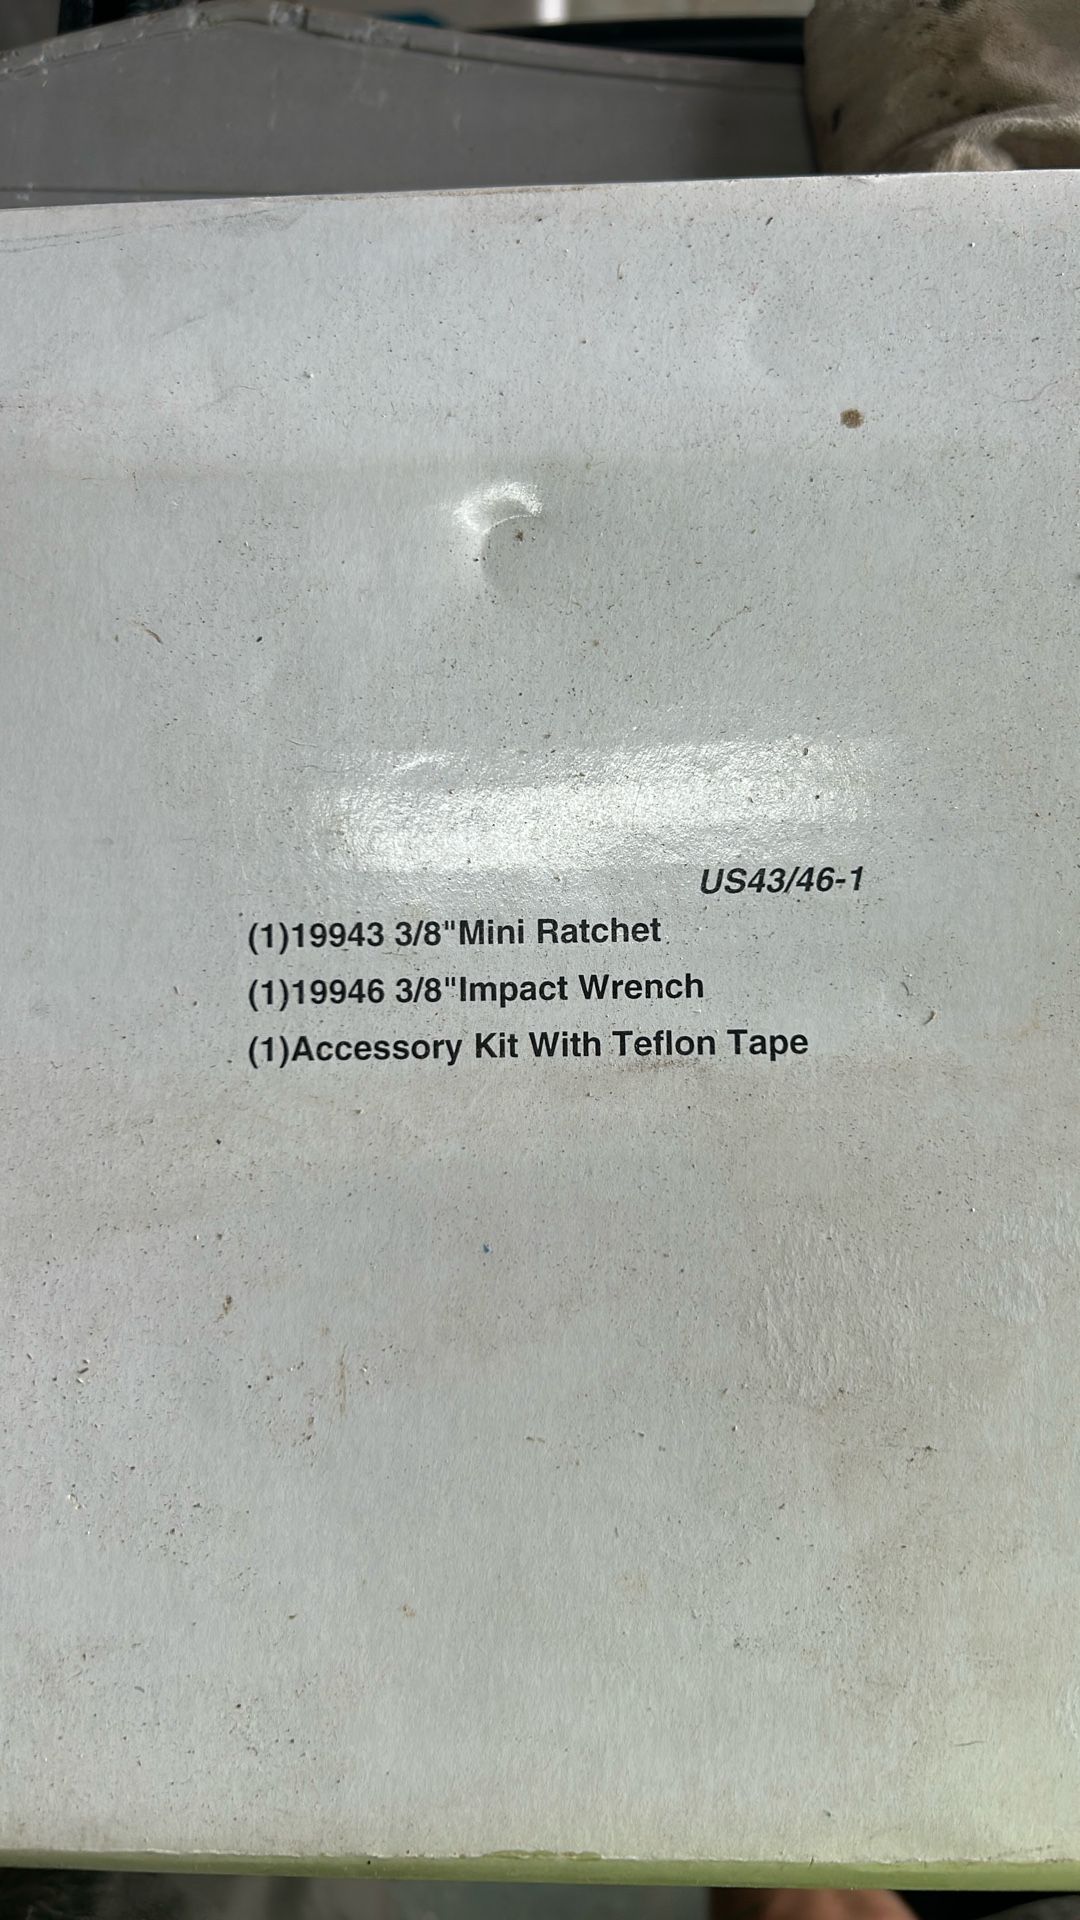 US43/46-1
(1)19943 3/8"Mini Ratchet
(1)19946 3/8"Impact Wrench
(1)Accessory Kit With Teflon Tape